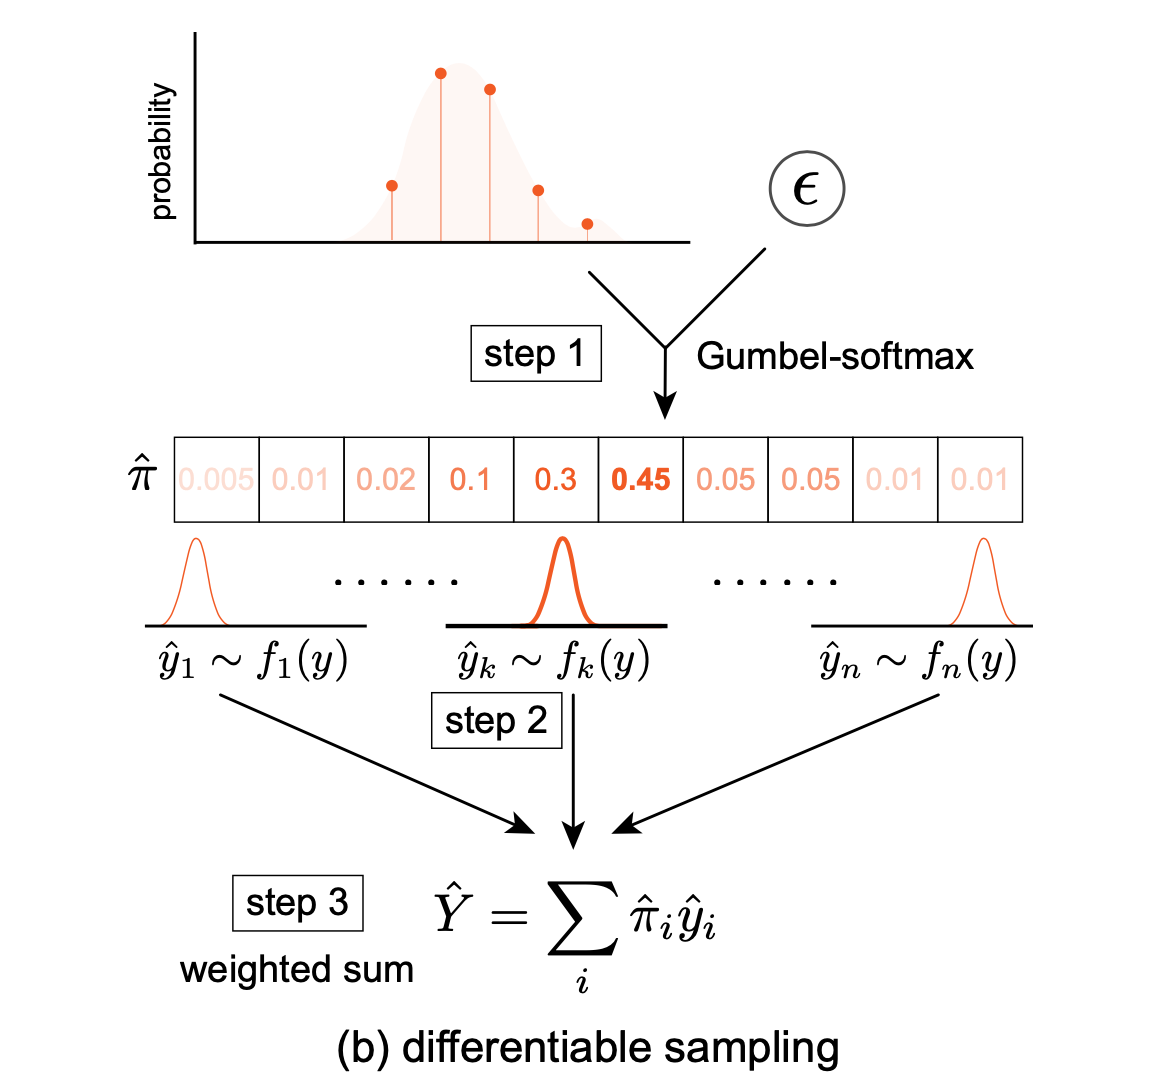 probability
ϵ
step 1
Gumbel-softmax
π̂ 0.005 0.01 0.02 0.1 0.3 0.45 0.05 0.05 0.01 0.01
...... ......
ŷ₁ ~ f₁(y) ŷₖ ~ fₖ(y) ŷₙ ~ fₙ(y)
step 2
step 3 Ŷ = ∑ᵢ π̂ᵢŷᵢ
weighted sum
(b) differentiable sampling